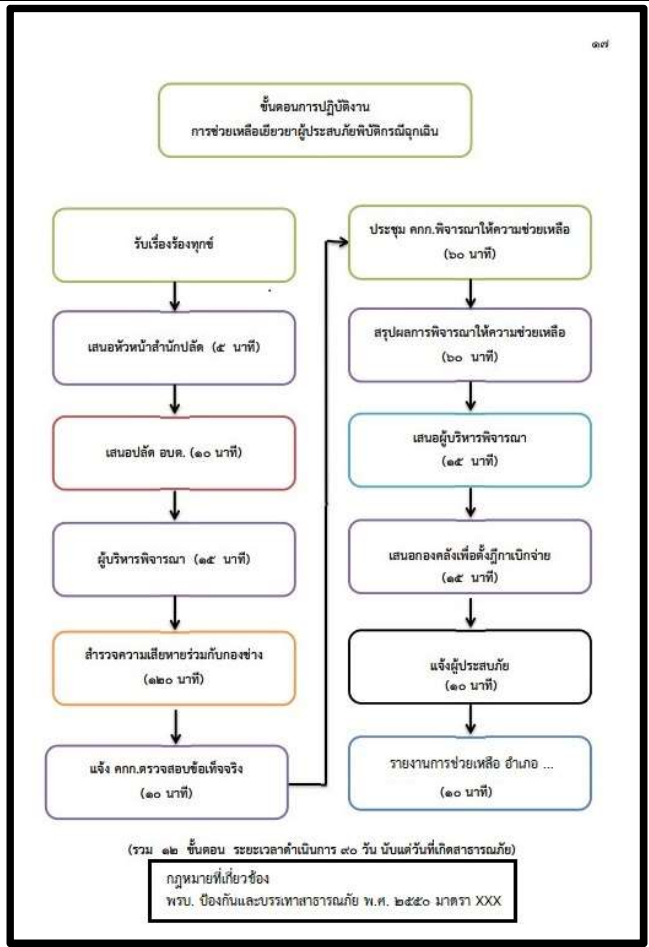 ๑๗
ขั้นตอนการปฏิบัติงาน
การช่วยเหลือเยียวยาผู้ประสบภัยพิบัติกรณีฉุกเฉิน
รับเรื่องร้องทุกข์
เสนอหัวหน้าสำนักปลัด (๕ นาที)
เสนอปลัด อบต. (๑๐ นาที)
ผู้บริหารพิจารณา (๑๕ นาที)
สำรวจความเสียหายร่วมกับกองช่าง
(๑๒๐ นาที)
แจ้ง คกก.ตรวจสอบข้อเท็จจริง
(๑๐ นาที)
ประชุม คกก.พิจารณาให้ความช่วยเหลือ
(๖๐ นาที)
สรุปผลการพิจารณาให้ความช่วยเหลือ
(๖๐ นาที)
เสนอผู้บริหารพิจารณา
(๑๕ นาที)
เสนอกองคลังเพื่อตั้งฎีกาเบิกจ่าย
(๑๕ นาที)
แจ้งผู้ประสบภัย
(๑๐ นาที)
รายงานการช่วยเหลือ อำเภอ ...
(๑๐ นาที)
(รวม ๑๒ ขั้นตอน ระยะเวลาดำเนินการ ๙๐ วัน นับแต่วันที่เกิดสาธารณภัย)
กฎหมายที่เกี่ยวข้อง
พรบ. ป้องกันและบรรเทาสาธารณภัย พ.ศ. ๒๕๕๐ มาตรา XXX